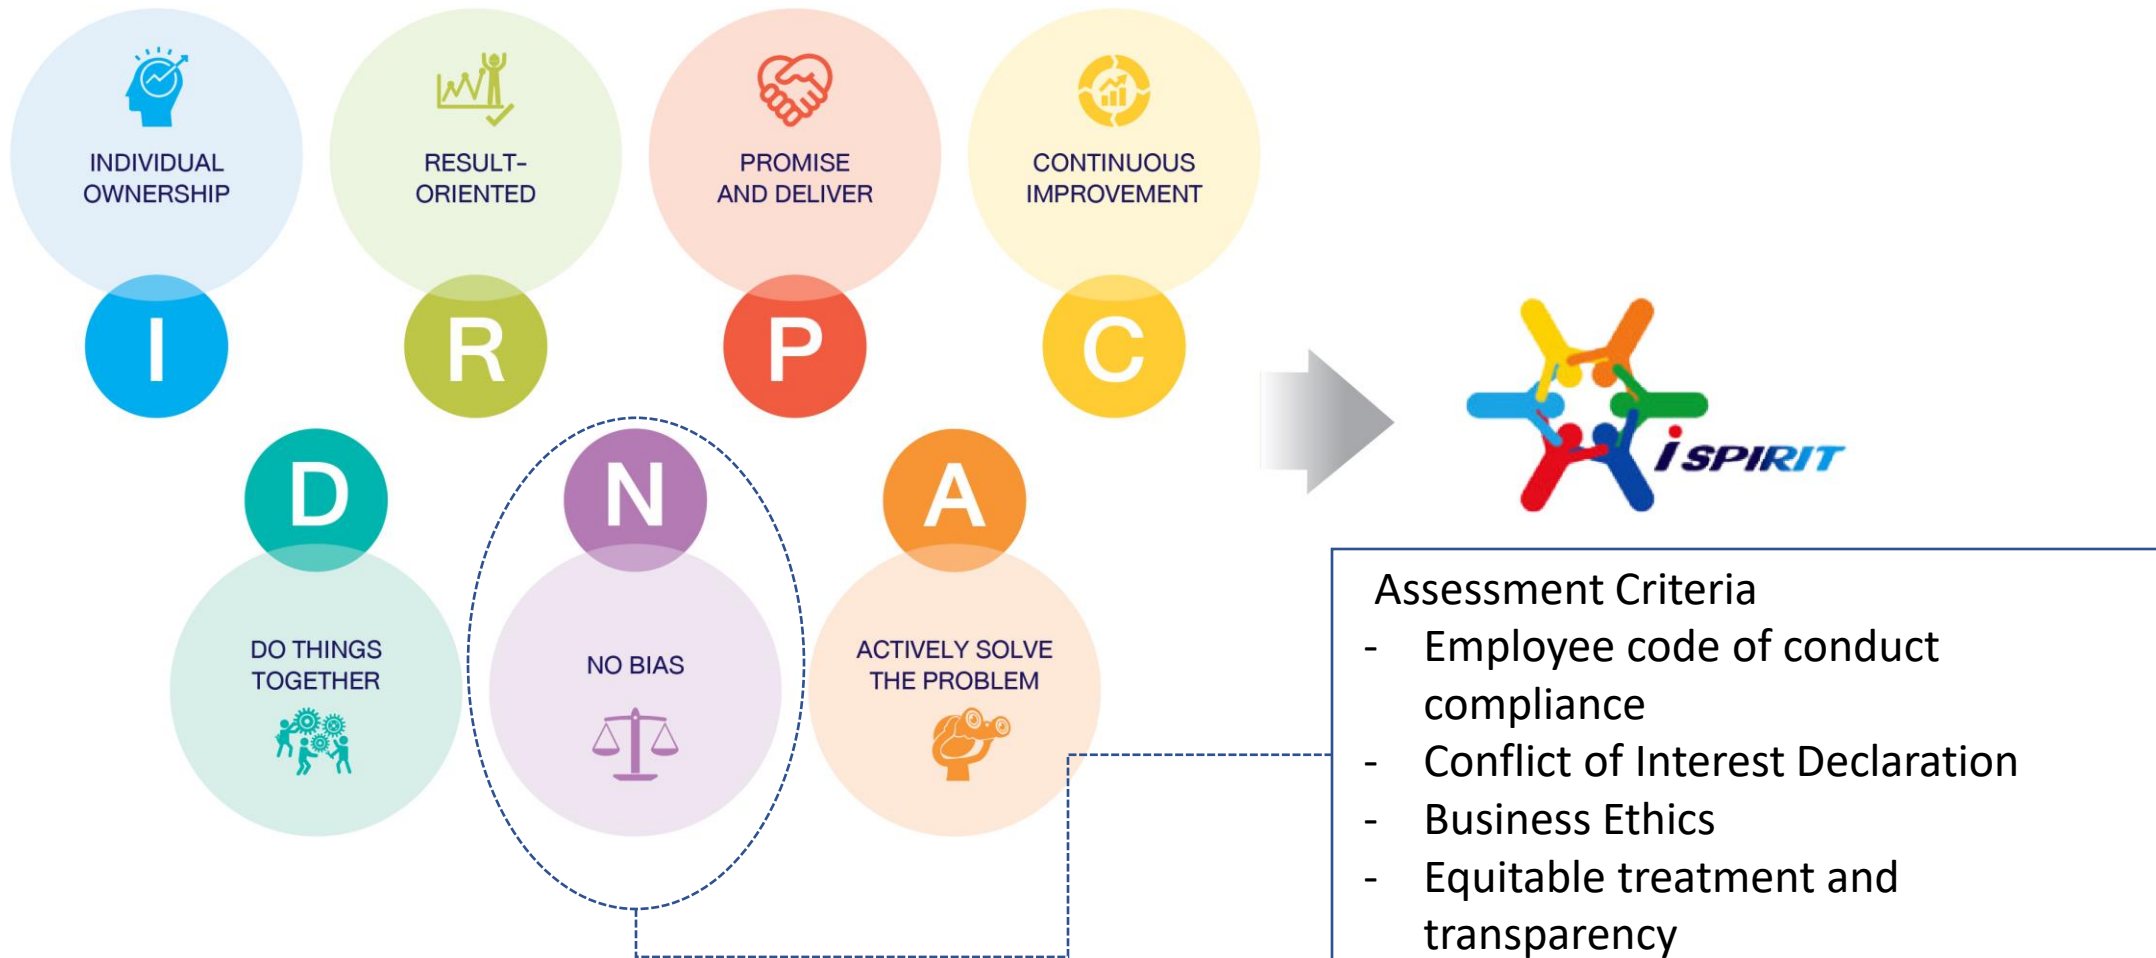 INDIVIDUAL
OWNERSHIP
RESULT-
ORIENTED
PROMISE
AND DELIVER
CONTINUOUS
IMPROVEMENT
I
R
P
C
D
N
A
DO THINGS
TOGETHER
NO BIAS
ACTIVELY SOLVE
THE PROBLEM
i SPIRIT
Assessment Criteria
- Employee code of conduct
compliance
- Conflict of Interest Declaration
- Business Ethics
- Equitable treatment and
transparency